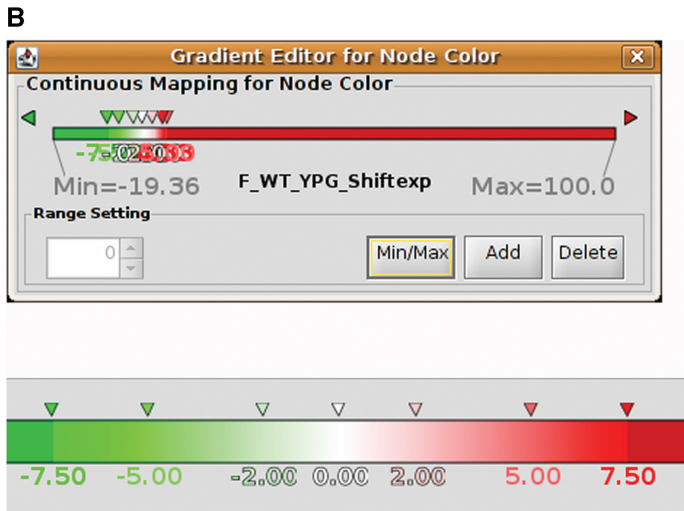 B
Gradient Editor for Node Color
Continuous Mapping for Node Color
Min=-19.36 F_WT_YPG_Shiftexp Max=100.0
Range Setting
0 Min/Max Add Delete
-7.50 -5.00 -2.00 0.00 2.00 5.00 7.50